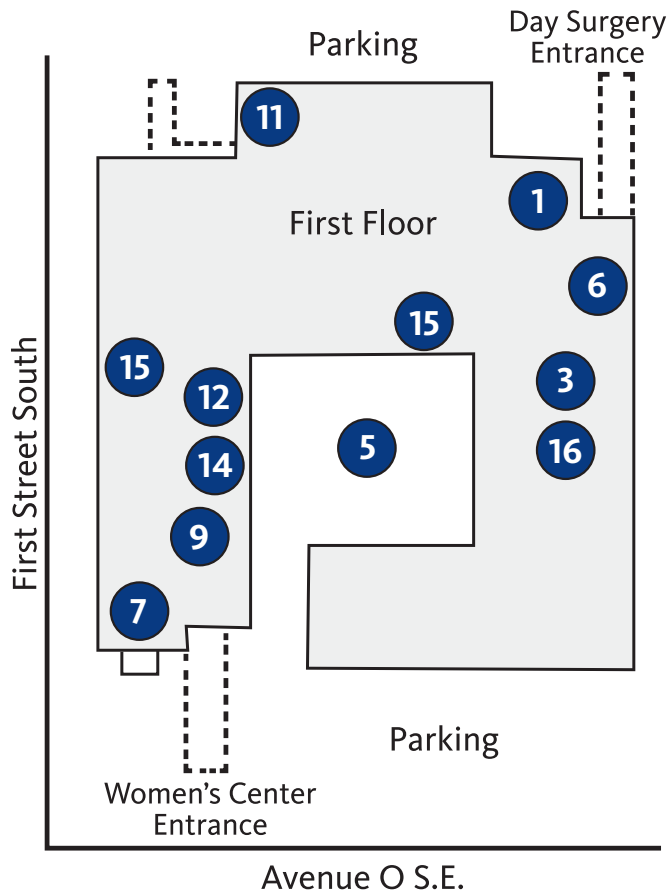 Parking
Day Surgery
Entrance
11
1
First Floor
6
15
15
3
12
5
16
14
9
7
First Street South
Parking
Women's Center
Entrance
Avenue O S.E.